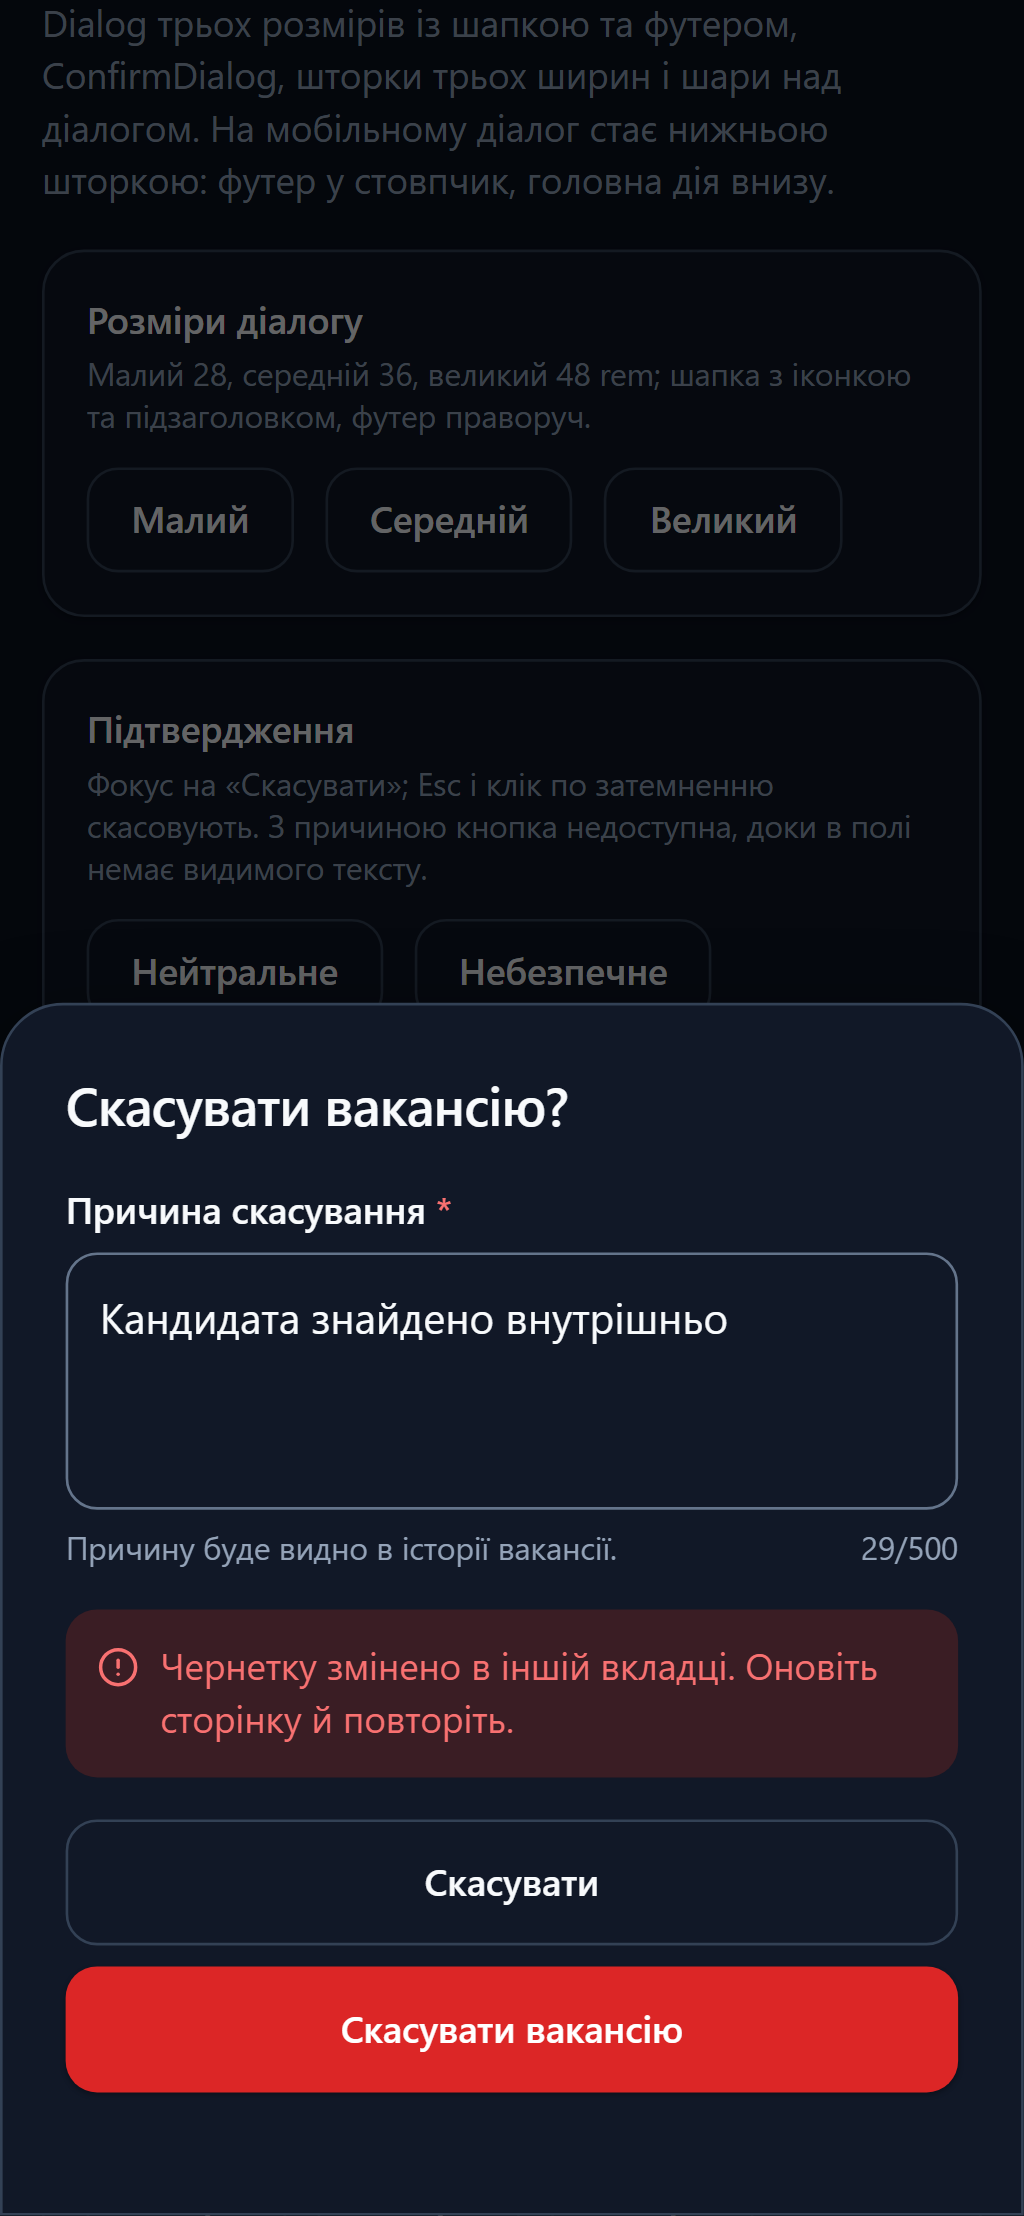 Dialog трьох розмірів із шапкою та футером,
ConfirmDialog, шторки трьох ширин і шари над
діалогом. На мобільному діалог стає нижньою
шторкою: футер у стовпчик, головна дія внизу.
Розміри діалогу
Малий 28, середній 36, великий 48 rem; шапка з іконкою
та підзаголовком, футер праворуч.
Малий Середній Великий
Підтвердження
Фокус на «Скасувати»; Esc і клік по затемненню
скасовують. З причиною кнопка недоступна, доки в полі
немає видимого тексту.
Нейтральне Небезпечне
Скасувати вакансію?
Причина скасування *
Кандидата знайдено внутрішньо
Причину буде видно в історії вакансії. 29/500
Чернетку змінено в іншій вкладці. Оновіть
сторінку й повторіть.
Скасувати
Скасувати вакансію